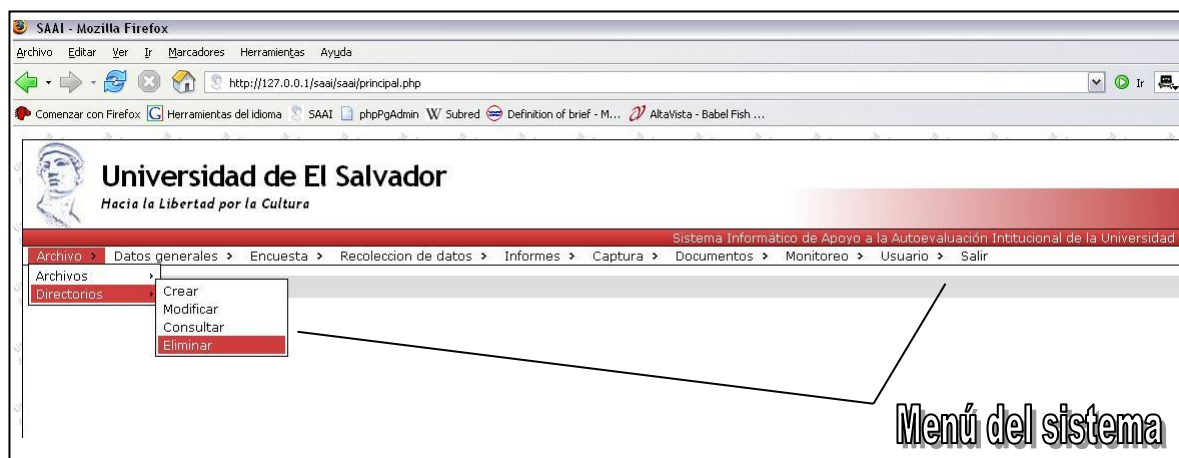 SAAI - Mozilla Firefox
Archivo Editar Ver Ir Marcadores Herramientas Ayuda
http://127.0.0.1/saai/saai/principal.php Ir
Comenzar con Firefox Herramientas del idioma SAAI phpPgAdmin W Subred Definition of brief - M... AltaVista - Babel Fish ...
Universidad de El Salvador
Hacia la Libertad por la Cultura
Sistema Informático de Apoyo a la Autoevaluación Intitucional de la Universidad
Archivo > Datos generales > Encuesta > Recoleccion de datos > Informes > Captura > Documentos > Monitoreo > Usuario > Salir
Archivos
Directorios
Crear
Modificar
Consultar
Eliminar
Menú del sistema